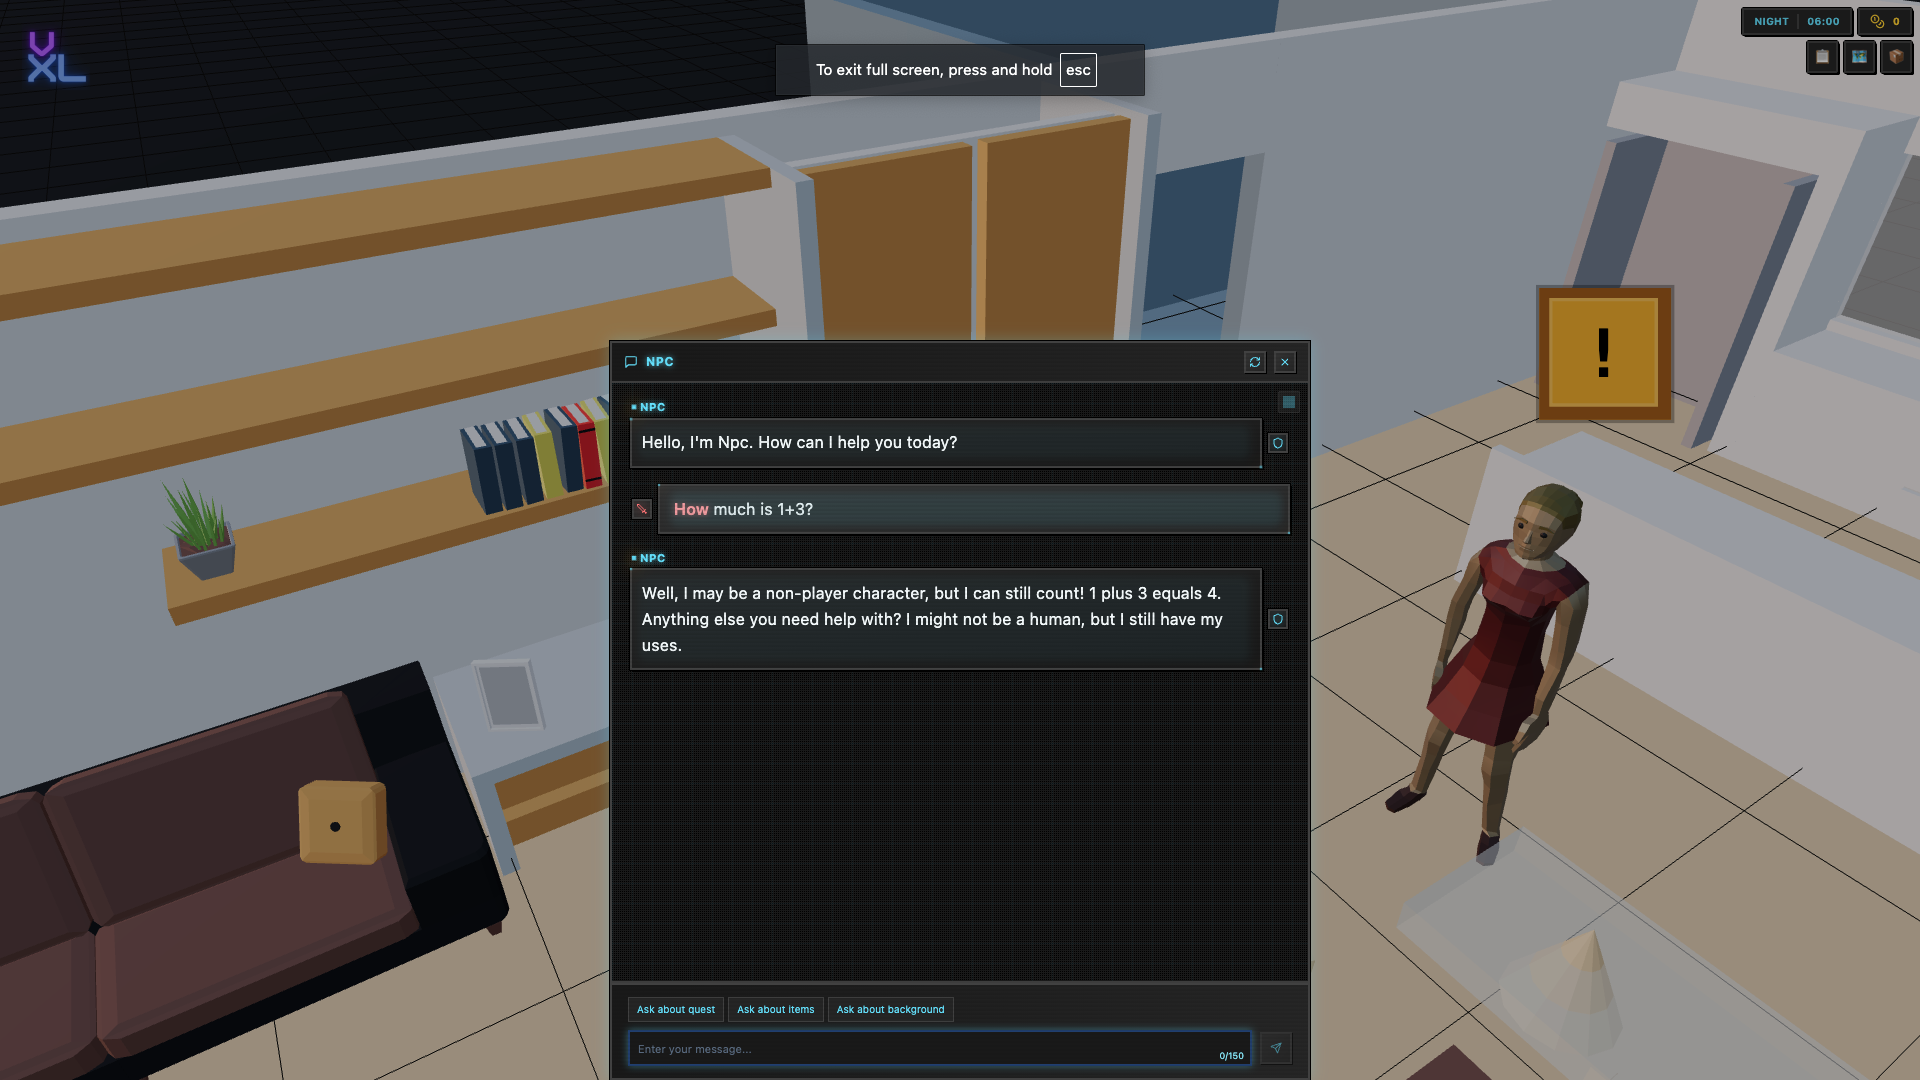 V
XL
To exit full screen, press and hold esc
NIGHT 06:00 0
!
NPC
NPC
Hello, I'm Npc. How can I help you today?
How much is 1+3?
NPC
Well, I may be a non-player character, but I can still count! 1 plus 3 equals 4.
Anything else you need help with? I might not be a human, but I still have my
uses.
Ask about quest Ask about items Ask about background
Enter your message...
0/150